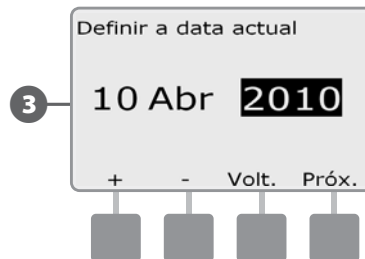 Definir a data actual
3
10 Abr 2010
+ - Volt. Próx.